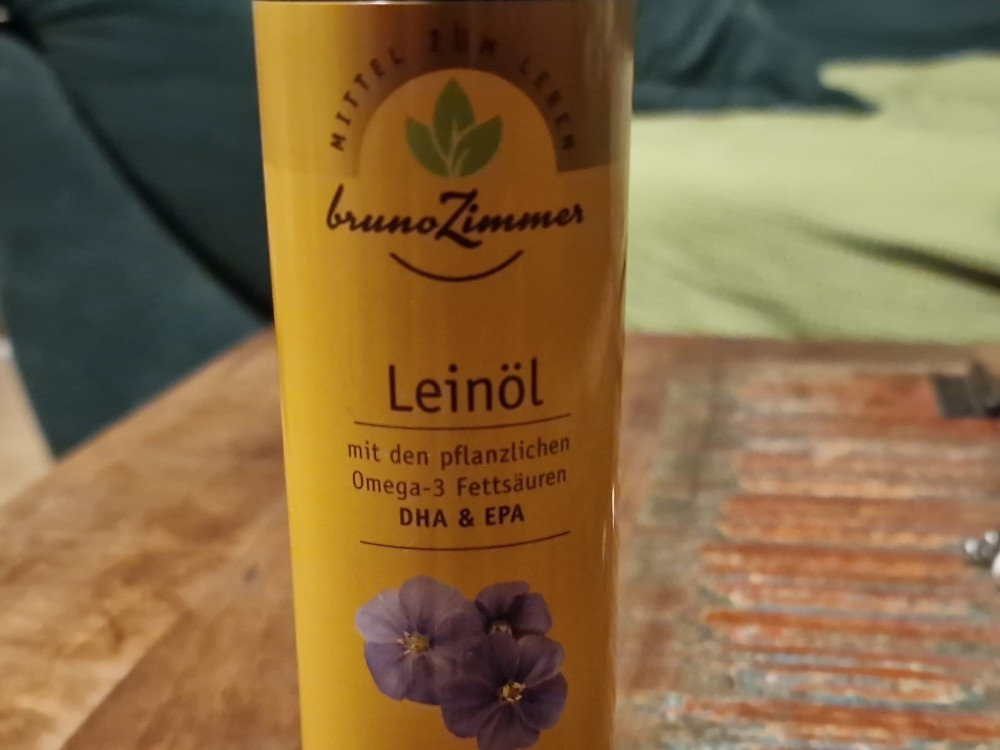 MITTEL ZUM LEBEN
brunoZimmer
Leinöl
mit den pflanzlichen
Omega-3 Fettsäuren
DHA & EPA